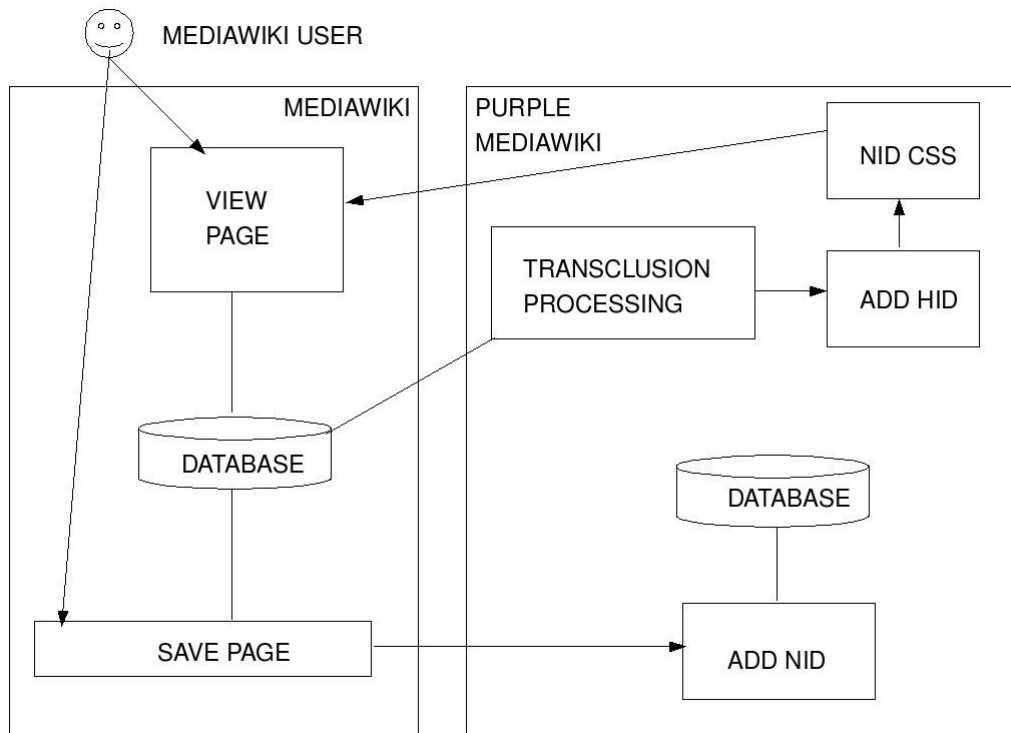 MEDIAWIKI USER
MEDIAWIKI
VIEW
PAGE
DATABASE
SAVE PAGE
PURPLE
MEDIAWIKI
NID CSS
TRANSCLUSION
PROCESSING
ADD HID
DATABASE
ADD NID